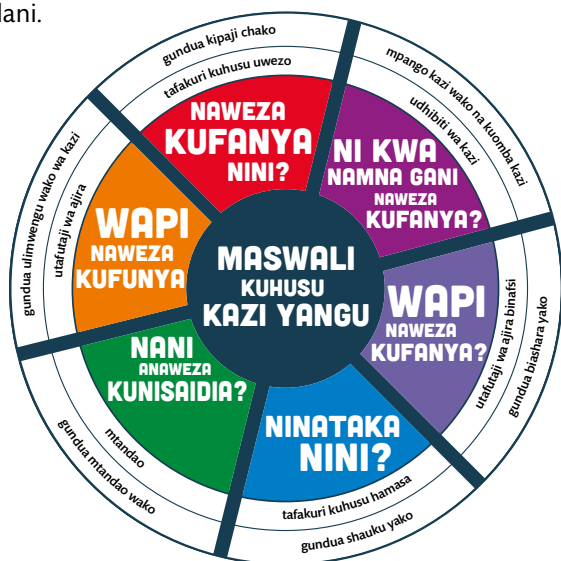 lani.
gundua kipaji chako
tafakuri kuhusu uwezo
NAWEZA
KUFANYA
NINI?
mpango kazi wako na kuomba kazi
udhibiti wa kazi
NI KWA
NAMNA GANI
NAWEZA
KUFANYA?
WAPI
NAWEZA
KUFANYA?
utafutaji wa ajira binafsi
gundua biashara yako
NINATAKA
NINI?
tafakuri kuhusu hamasa
gundua shauku yako
NANI
ANAWEZA
KUNISAIDIA?
mtandao
gundua mtandao wako
WAPI
NAWEZA
KUFUNYA
utafutaji wa ajira
gundua ulimwengu wako wa kazi
MASWALI
KUHUSU
KAZI YANGU